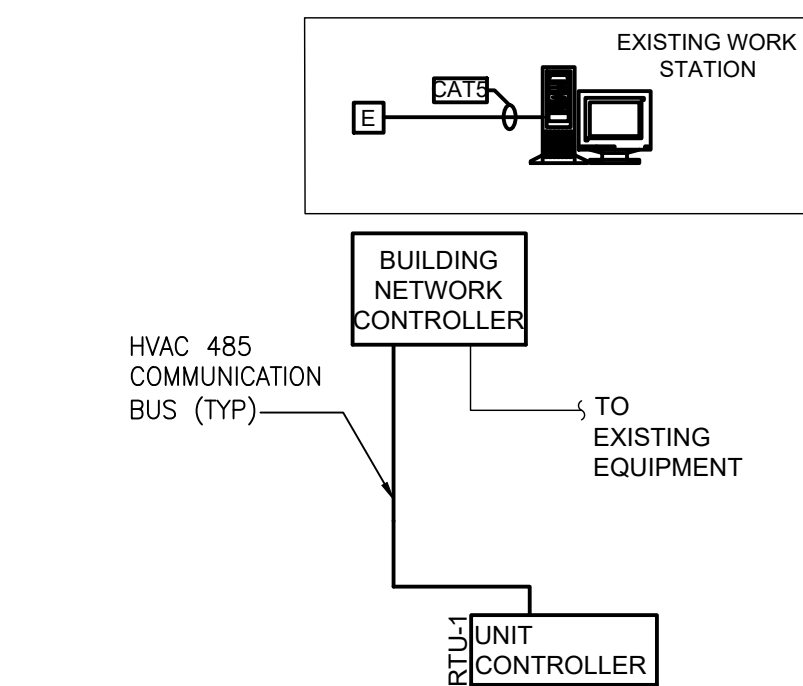 EXISTING WORK
STATION
CAT5
E
BUILDING
NETWORK
CONTROLLER
HVAC 485
COMMUNICATION
BUS (TYP)
TO
EXISTING
EQUIPMENT
RTU-1
UNIT
CONTROLLER